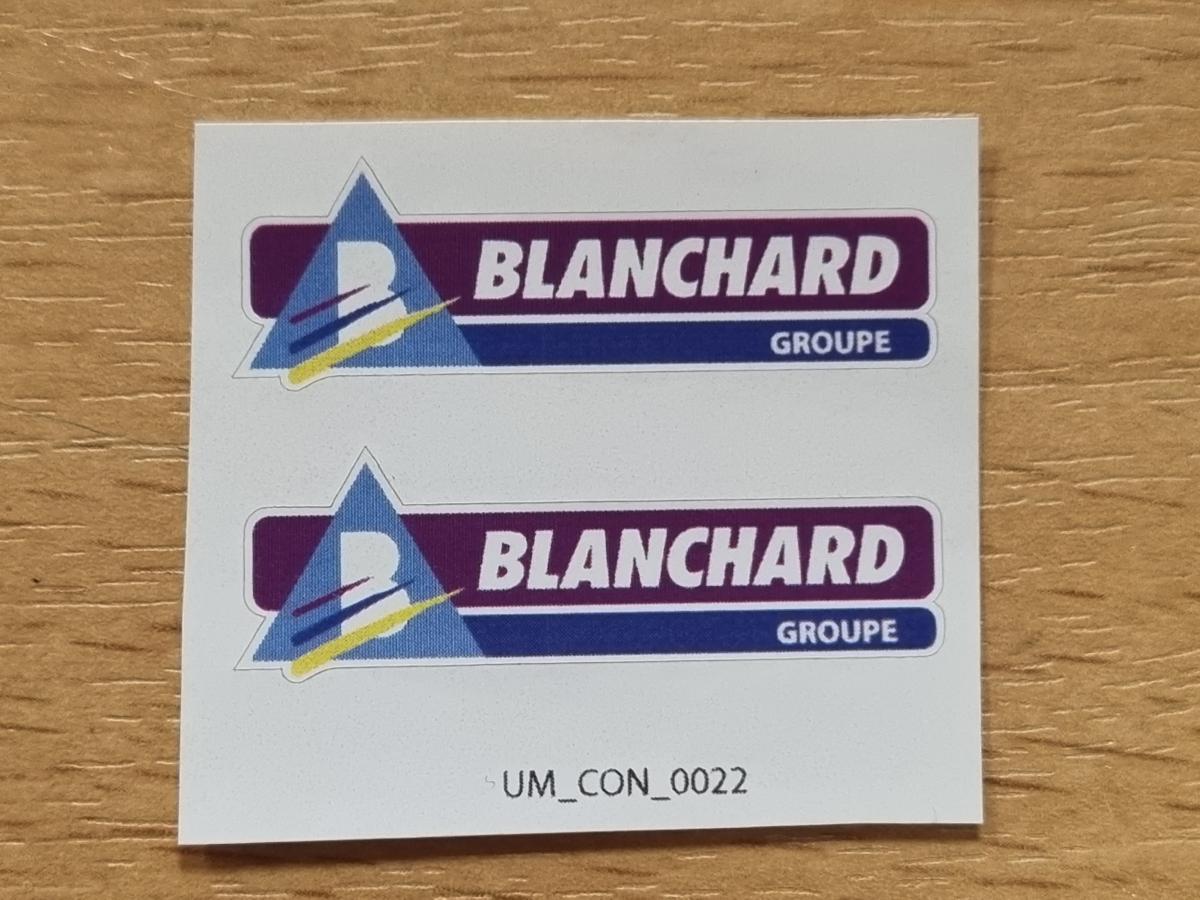 B
BLANCHARD
GROUPE
B
BLANCHARD
GROUPE
UM_CON_0022